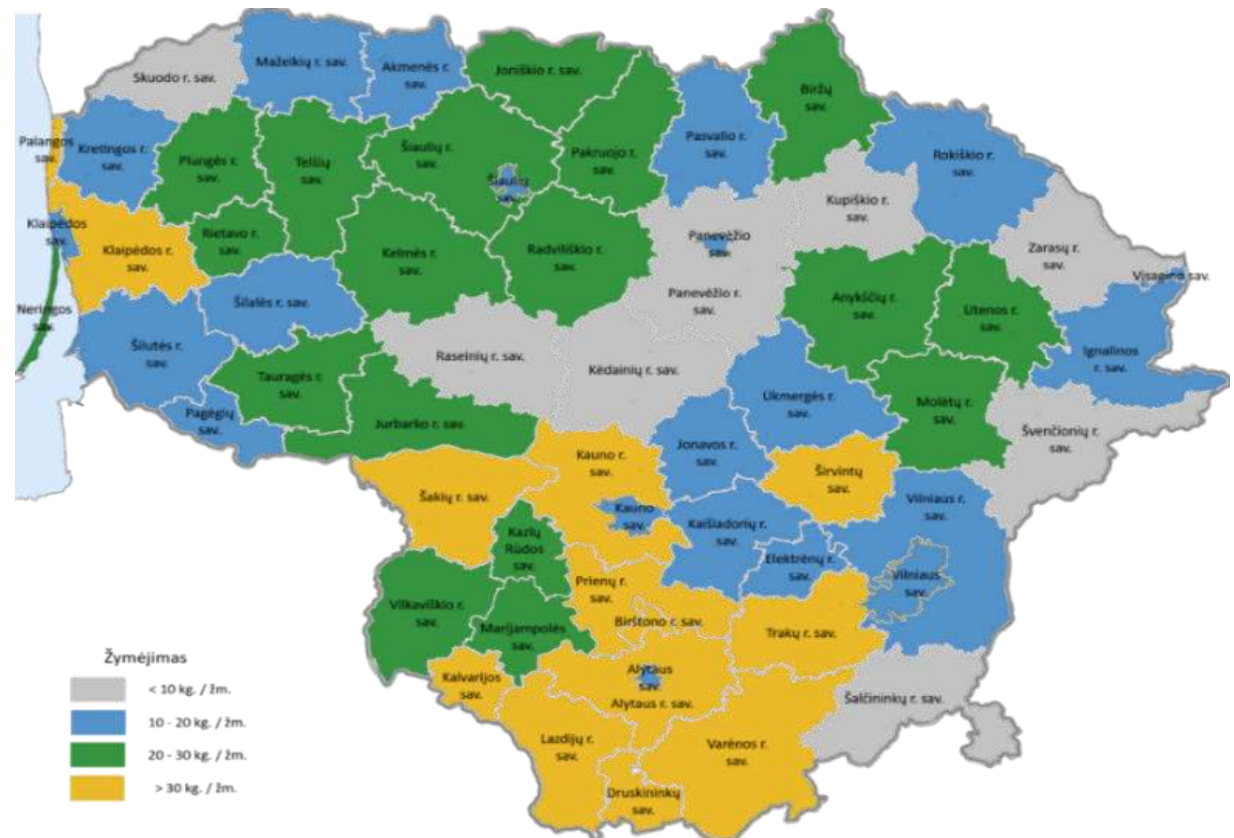 Skuodo r. sav.
Mažeikių r. sav.
Akmenės r.
sav.
Joniškio r. sav.
Biržų
sav.
Palangos
sav.
Kretingos r.
sav.
Plungės r.
sav.
Telšių
sav.
Šiaulių r.
sav.
Šiaulių
sav.
Pakruojo r.
sav.
Pasvalio r.
sav.
Rokiškio r.
sav.
Klaipėdos
sav.
Klaipėdos r.
sav.
Rietavo r.
sav.
Kelmės r.
sav.
Radviliškio r.
sav.
Panevėžio
sav.
Kupiškio r.
sav.
Zarasų r.
sav.
Visagino sav.
Neringos
sav.
Šilalės r. sav.
Panevėžio r.
sav.
Anykščių r.
sav.
Utenos r.
sav.
Ignalinos
r. sav.
Šilutės r.
sav.
Tauragės r.
sav.
Raseinių r. sav.
Kėdainių r. sav.
Ukmergės r.
sav.
Molėtų r.
sav.
Švenčionių r.
sav.
Pagėgių
sav.
Jurbarko r. sav.
Kauno r.
sav.
Jonavos r.
sav.
Širvintų
sav.
Šakių r. sav.
Kauno
sav.
Kaišiadorių r.
sav.
Elektrėnų r.
sav.
Vilniaus r.
sav.
Vilniaus
sav.
Kazlų
Rūdos
sav.
Prienų r.
sav.
Vilkaviškio r.
sav.
Marijampolės
sav.
Birštono r. sav.
Trakų r. sav.
Kalvarijos
sav.
Alytaus
sav.
Alytaus r. sav.
Šalčininkų r. sav.
Lazdijų r.
sav.
Varėnos r.
sav.
Druskininkų
sav.
Žymėjimas
< 10 kg. / žm.
10 - 20 kg. / žm.
20 - 30 kg. / žm.
> 30 kg. / žm.